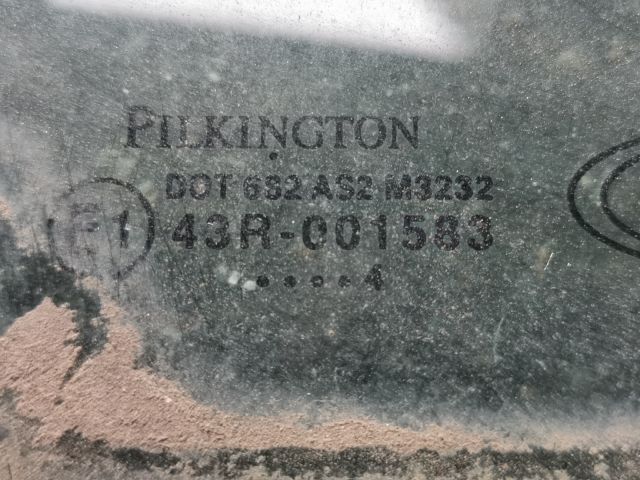 PILKINGTON
DOT 632 AS2 M3232
E1 43R-001583
••••4